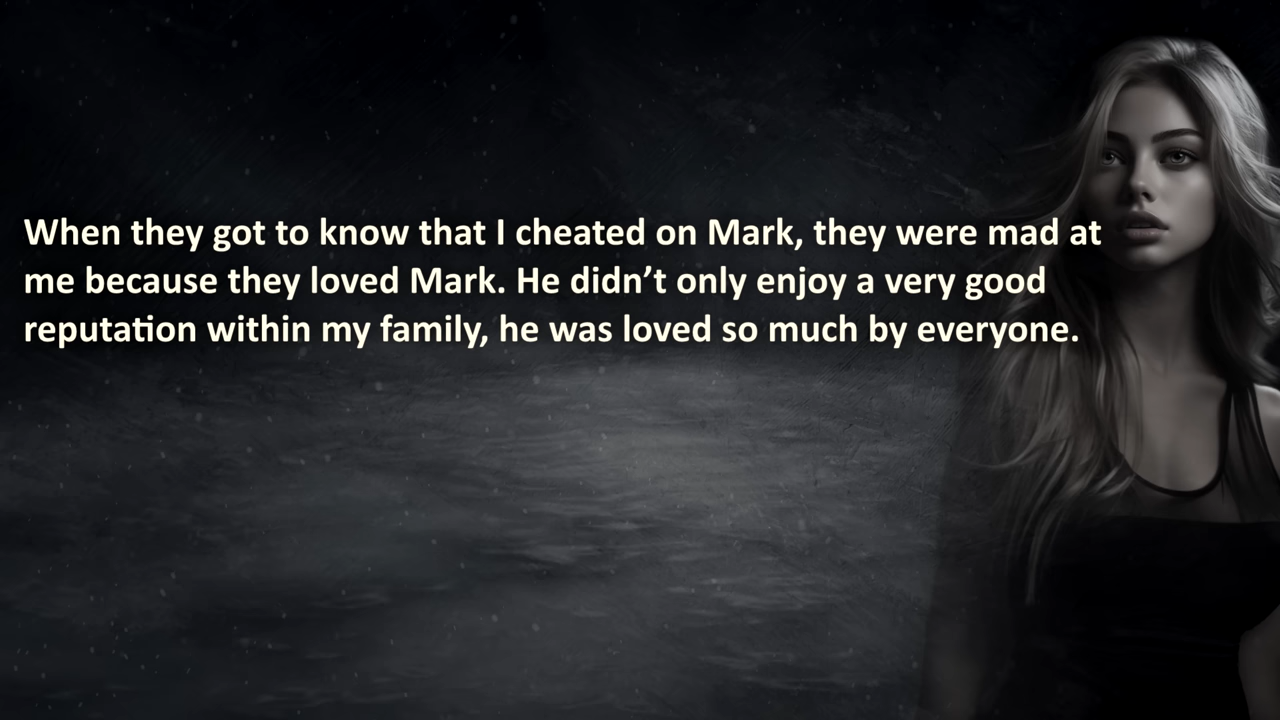 When they got to know that I cheated on Mark, they were mad at
me because they loved Mark. He didn’t only enjoy a very good
reputation within my family, he was loved so much by everyone.